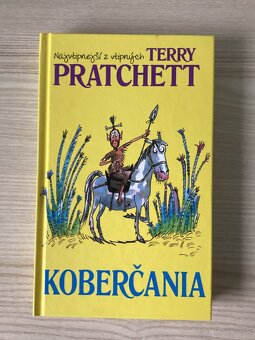 Najvtipnejší z vtipných
TERRY
PRATCHETT
KOBERČANIA